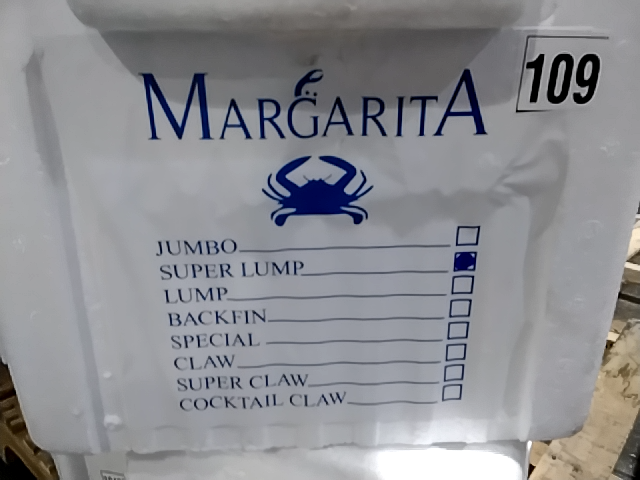 MARGARITA
109
JUMBO
SUPER LUMP
LUMP
BACKFIN
SPECIAL
CLAW
SUPER CLAW
COCKTAIL CLAW